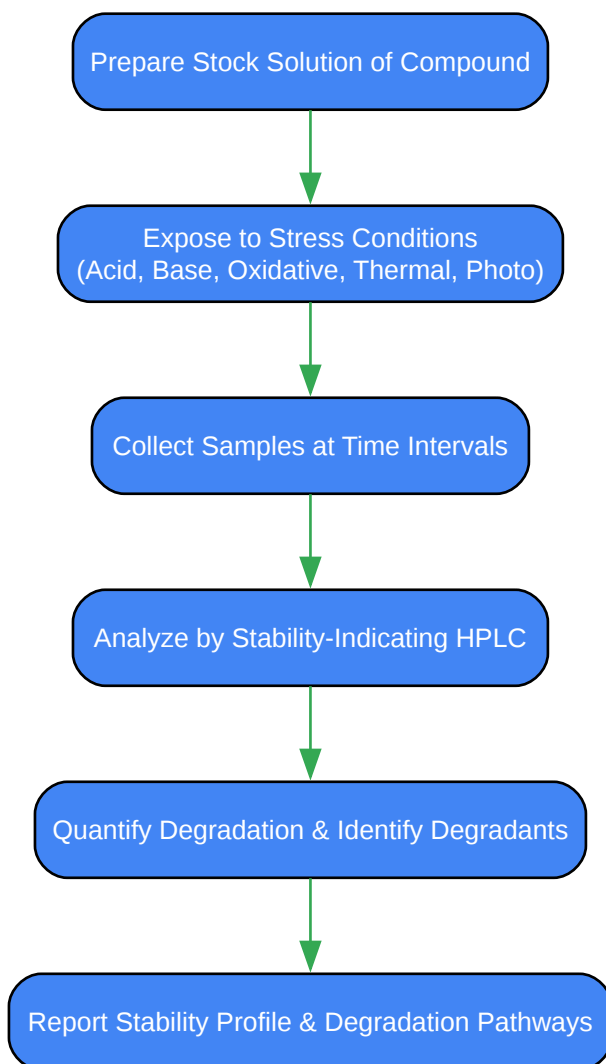 Prepare Stock Solution of Compound
Expose to Stress Conditions
(Acid, Base, Oxidative, Thermal, Photo)
Collect Samples at Time Intervals
Analyze by Stability-Indicating HPLC
Quantify Degradation & Identify Degradants
Report Stability Profile & Degradation Pathways